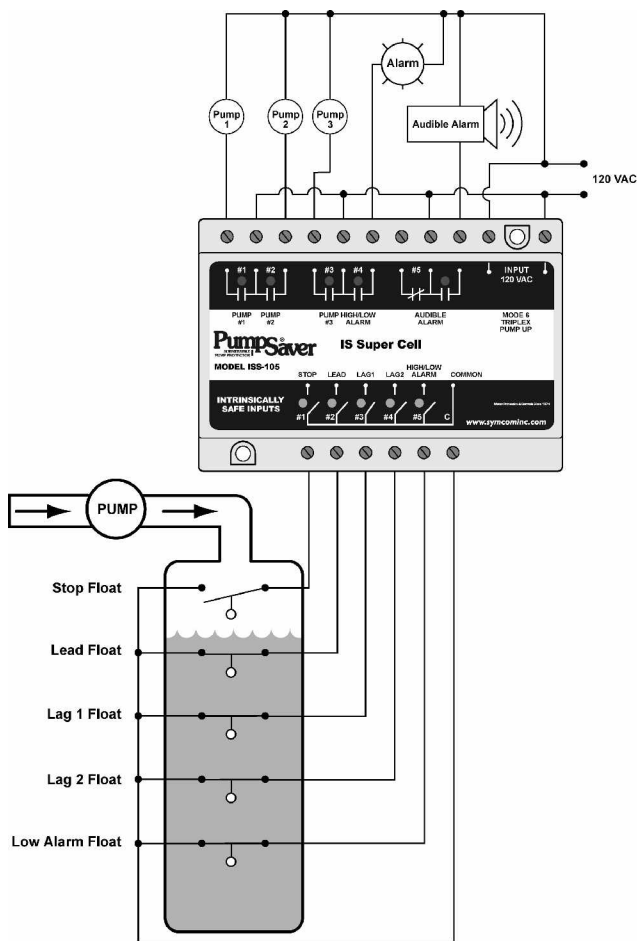 Alarm
Pump 1
Pump 2
Pump 3
Audible Alarm
120 VAC
#1 #2 #3 #4 #5
INPUT
120 VAC
PUMP #1
PUMP #2
PUMP #3
HIGH/LOW ALARM
AUDIBLE ALARM
MODE 6
TRIPLEX
PUMP UP
PumpSaver®
IS Super Cell
MODEL ISS-105
STOP LEAD LAG1 LAG2 HIGH/LOW ALARM COMMON
INTRINSICALLY
SAFE INPUTS
#1 #2 #3 #4 #5 C
www.symcominc.com
PUMP
Stop Float
Lead Float
Lag 1 Float
Lag 2 Float
Low Alarm Float